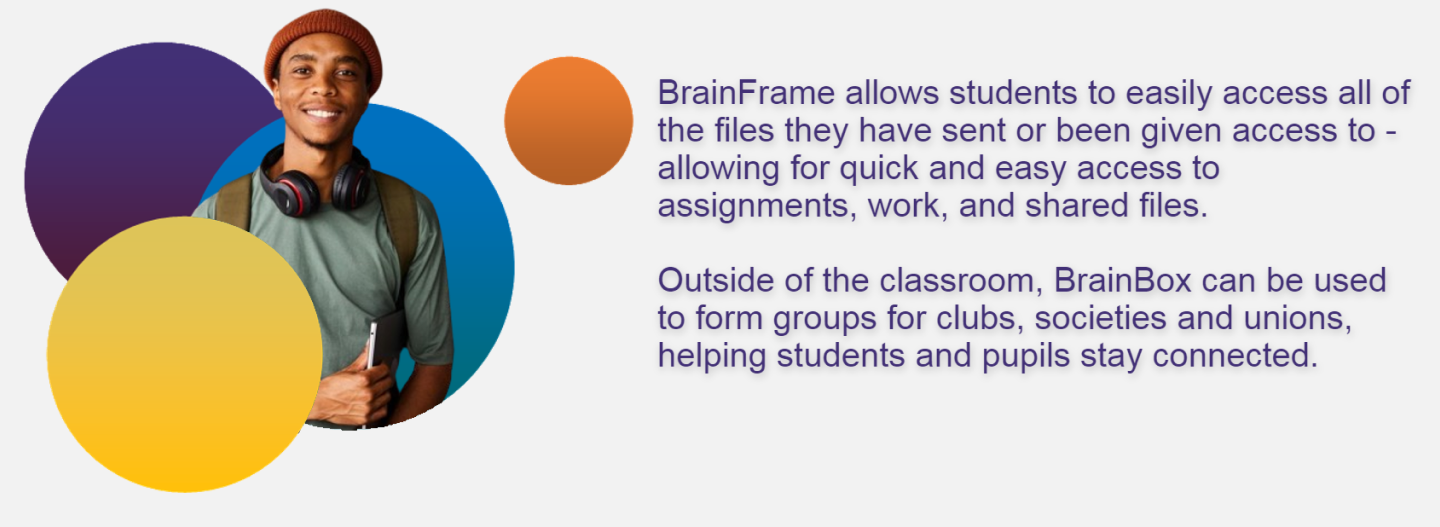 BrainFrame allows students to easily access all of
the files they have sent or been given access to -
allowing for quick and easy access to
assignments, work, and shared files.
Outside of the classroom, BrainBox can be used
to form groups for clubs, societies and unions,
helping students and pupils stay connected.